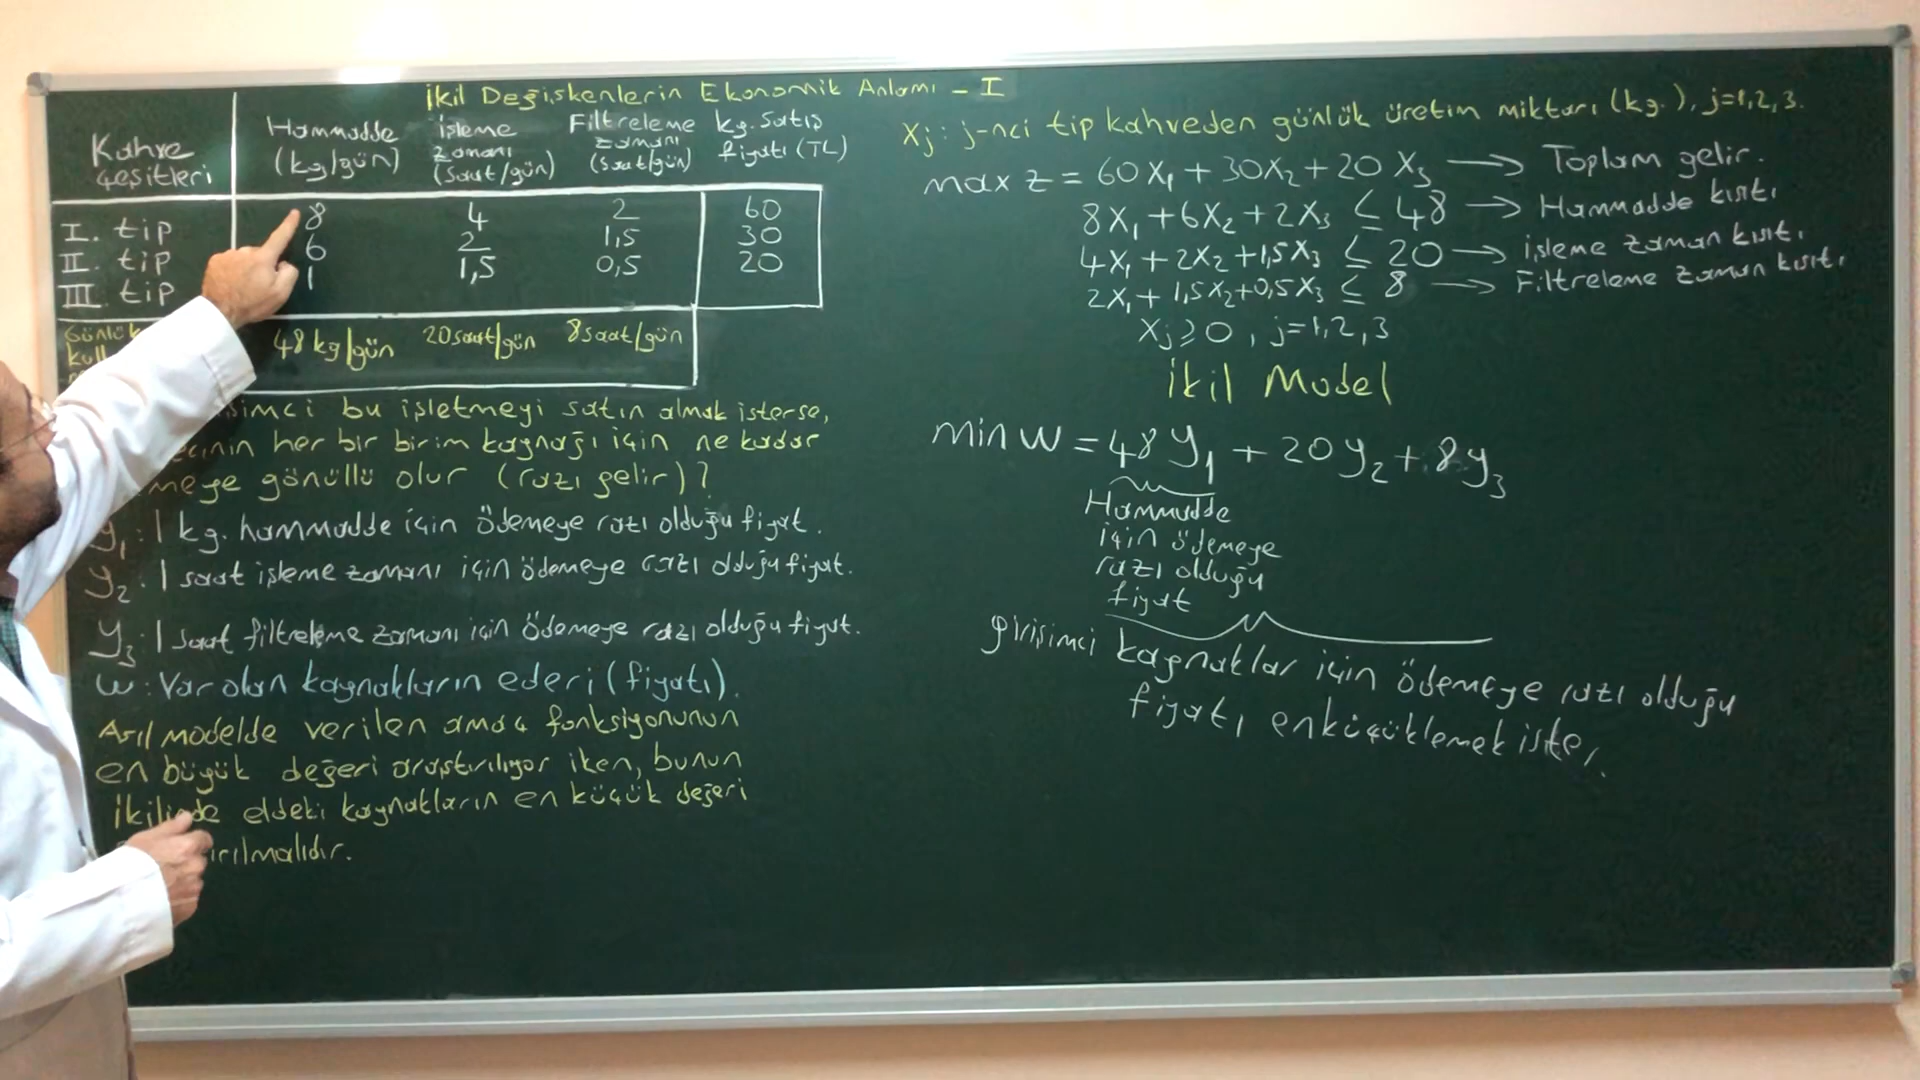 İkil Değişkenlerin Ekonomik Anlamı - I
Kahve çeşitleri
Hammadde (kg/gün)
işleme zamanı (saat/gün)
Filtreleme zamanı (saat/gün)
kg. satış fiyatı (TL)
I. tip 8 4 2 60
II. tip 6 2 1,5 30
III. tip 1 1,5 0,5 20
Günlük
48 kg/gün 20 saat/gün 8 saat/gün
bu işletmeyi satın almak isterse,
her bir birim kaynağı için ne kadar
gönüllü olur (razı gelir)?
y₁: 1 kg. hammadde için ödemeye razı olduğu fiyat.
y₂: 1 saat işleme zamanı için ödemeye razı olduğu fiyat.
y₃: 1 saat filtreleme zamanı için ödemeye razı olduğu fiyat.
w: Var olan kaynakların ederi (fiyatı).
Asıl modelde verilen amaç fonksiyonunun
en büyük değeri araştırılıyor iken, bunun
ikilinde eldeki kaynakların en küçük değeri
Xj: j-nci tip kahveden günlük üretim miktarı (kg.), j=1,2,3.
max z = 60X₁ + 30X₂ + 20X₃ → Toplam gelir.
8X₁ + 6X₂ + 2X₃ ≤ 48 → Hammadde kısıtı
4X₁ + 2X₂ + 1,5X₃ ≤ 20 → işleme zaman kısıtı.
2X₁ + 1,5X₂ + 0,5X₃ ≤ 8 → Filtreleme zaman kısıtı.
Xj ≥ 0, j=1,2,3
İkil Model
min w = 48y₁ + 20y₂ + 8y₃
Hammadde
için ödemeye
razı olduğu
fiyat
girişimci kaynaklar için ödemeye razı olduğu
fiyatı enküçüklemek ister.